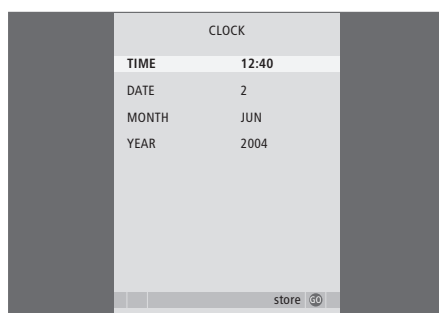 CLOCK
TIME 12:40
DATE 2
MONTH JUN
YEAR 2004
store GO